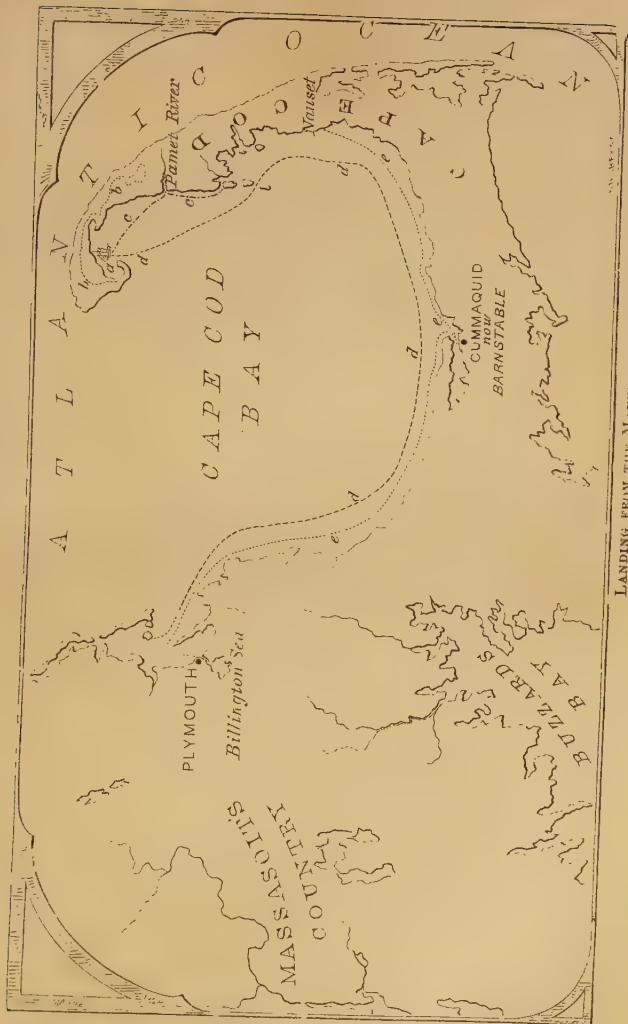 ATLANTIC OCEAN
Pamet River
CAPE COD
Nauset
b
b
a
c
c
d
d
e
CAPE COD
BAY
d
e
CUMMAQUID
now
BARNSTABLE
d
e
PLYMOUTH
Billington Sea
BUZZARDS
BAY
MASSASOIT'S
COUNTRY
LANDING FROM THE